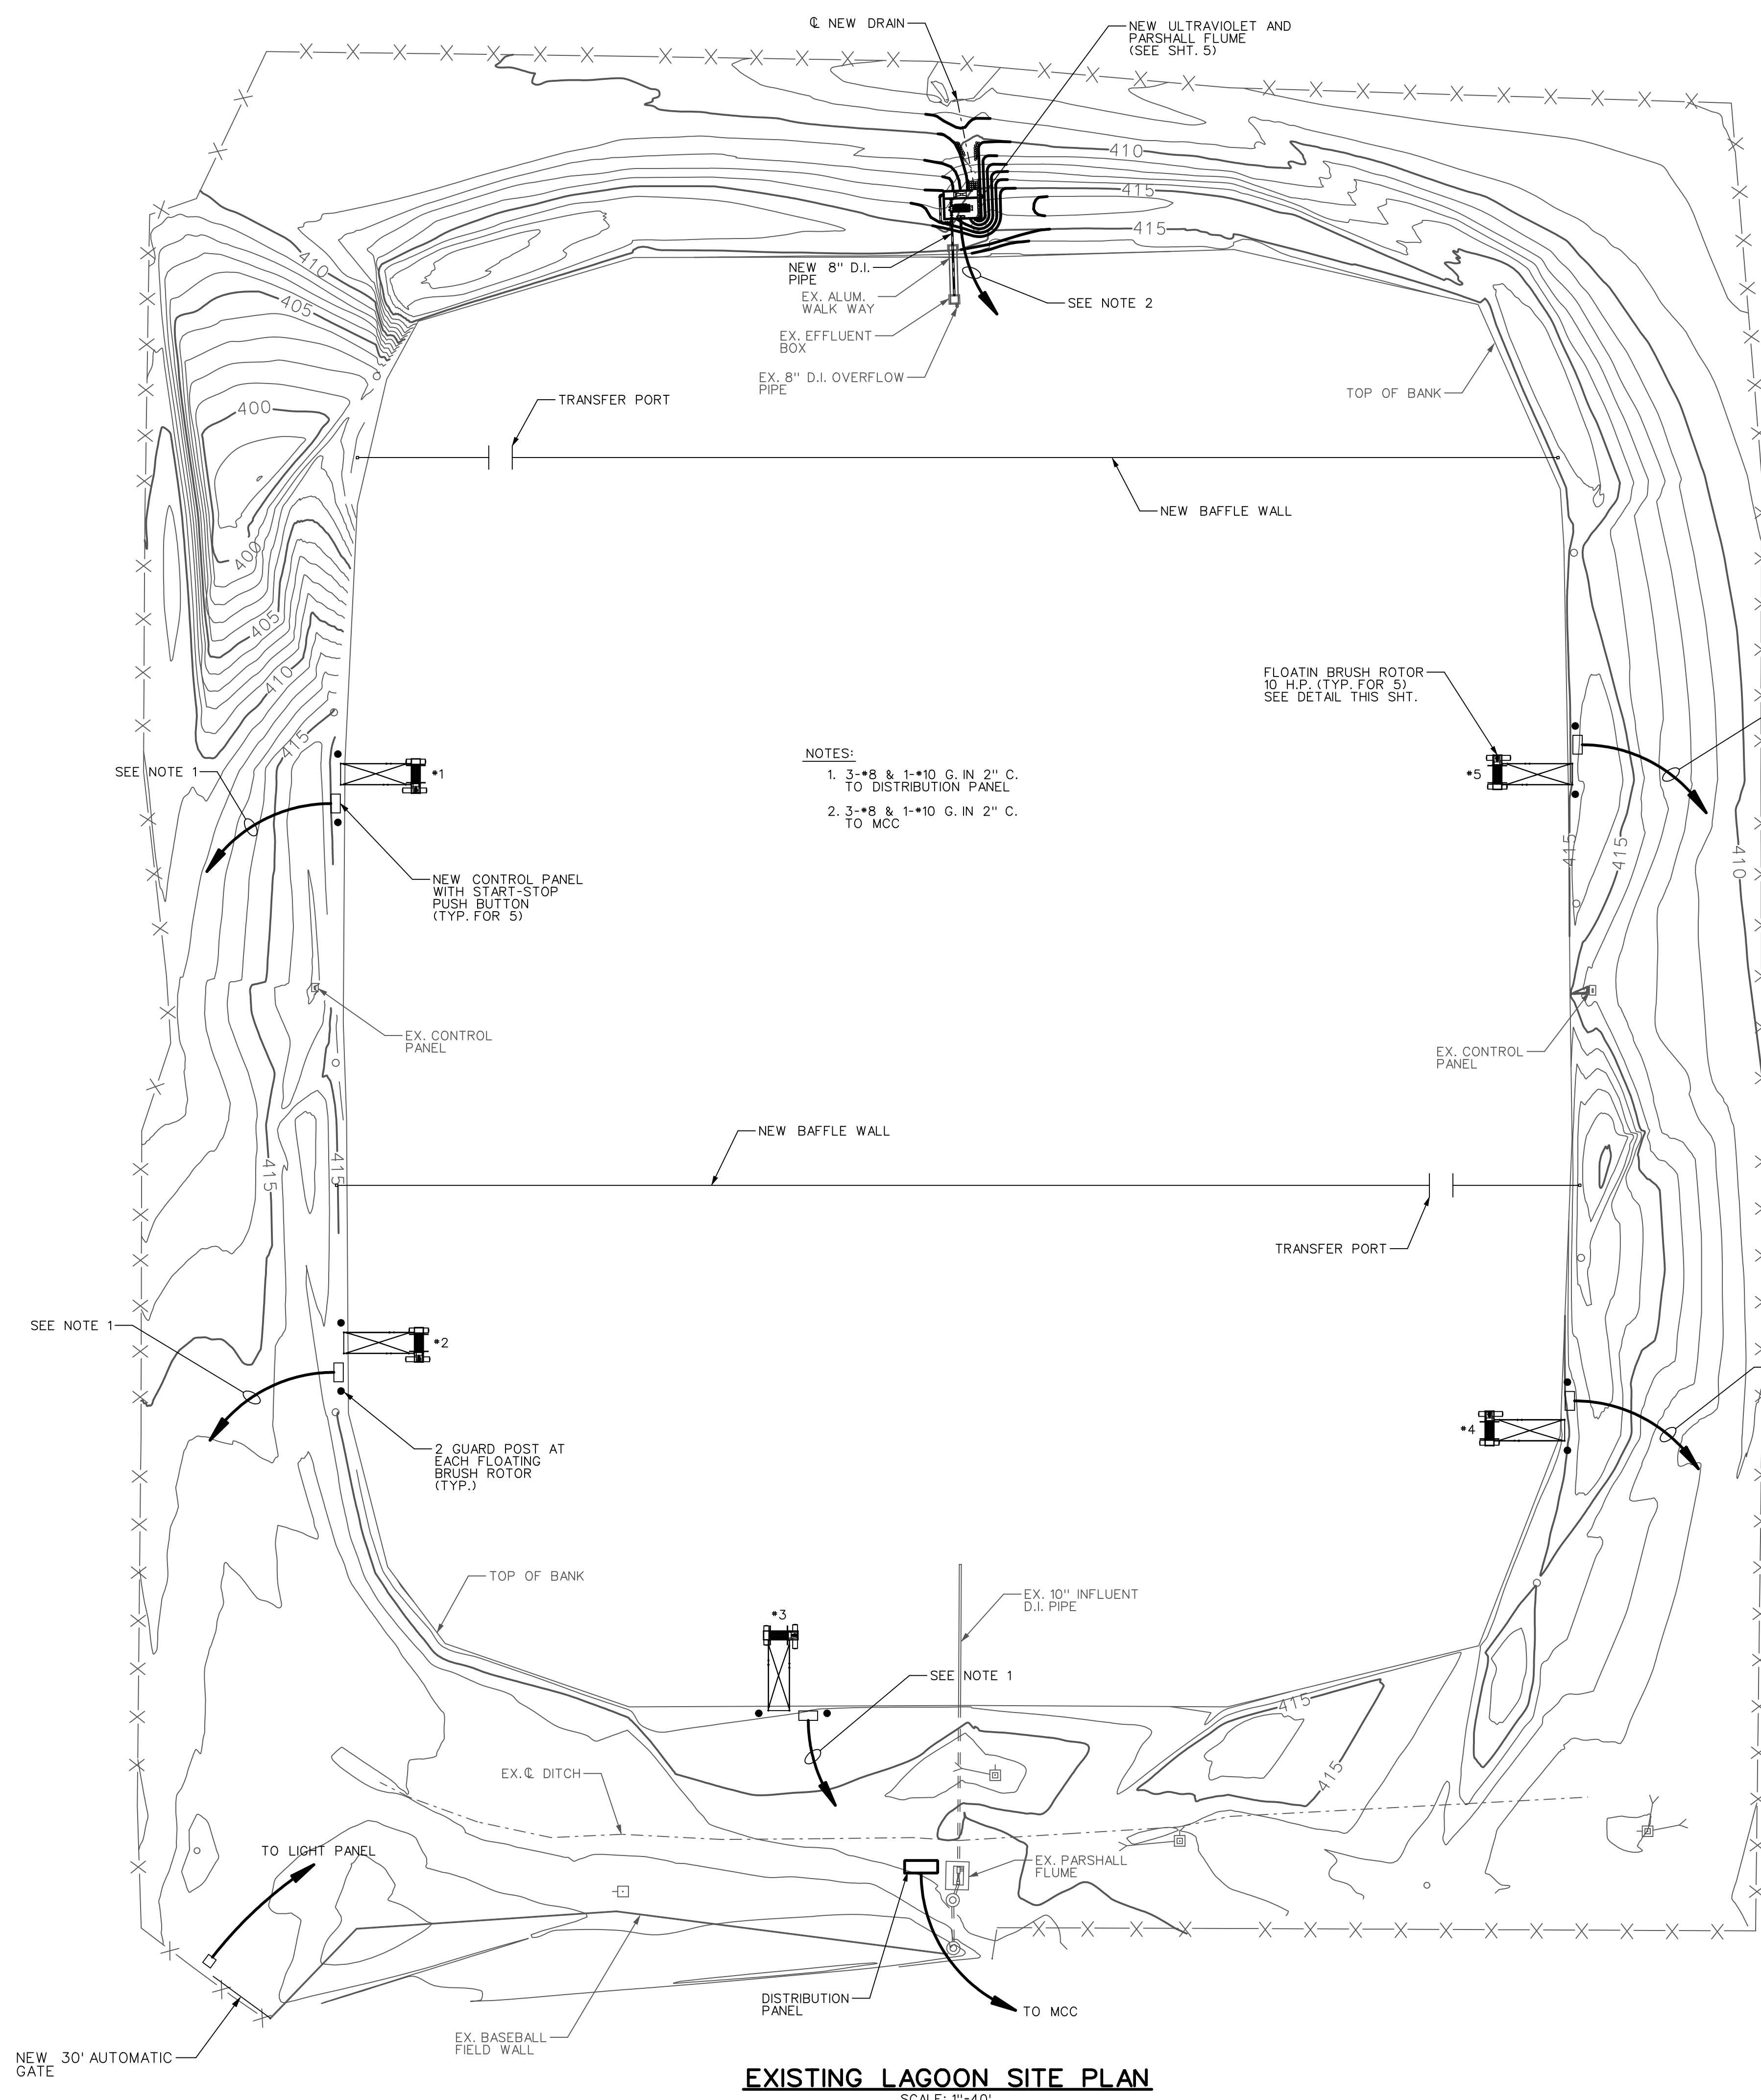 ℄ NEW DRAIN
NEW ULTRAVIOLET AND
PARSHALL FLUME
(SEE SHT. 5)
410
415
415
410
405
NEW 8" D.I.
PIPE
EX. ALUM.
WALK WAY
SEE NOTE 2
EX. EFFLUENT
BOX
EX. 8" D.I. OVERFLOW
PIPE
TOP OF BANK
TRANSFER PORT
400
NEW BAFFLE WALL
400
405
410
415
FLOATIN BRUSH ROTOR
10 H.P. (TYP. FOR 5)
SEE DETAIL THIS SHT.
SEE NOTE 1
*1
*5
NOTES:
1. 3-*8 & 1-*10 G. IN 2" C.
TO DISTRIBUTION PANEL
2. 3-*8 & 1-*10 G. IN 2" C.
TO MCC
415
415
410
NEW CONTROL PANEL
WITH START-STOP
PUSH BUTTON
(TYP. FOR 5)
EX. CONTROL
PANEL
EX. CONTROL
PANEL
NEW BAFFLE WALL
415
415
TRANSFER PORT
SEE NOTE 1
*2
*4
2 GUARD POST AT
EACH FLOATING
BRUSH ROTOR
(TYP.)
TOP OF BANK
EX. 10" INFLUENT
D.I. PIPE
*3
SEE NOTE 1
415
415
EX. ℄ DITCH
TO LIGHT PANEL
EX. PARSHALL
FLUME
DISTRIBUTION
PANEL
TO MCC
EX. BASEBALL
FIELD WALL
NEW 30' AUTOMATIC
GATE
EXISTING LAGOON SITE PLAN
SCALE: 1"-40'